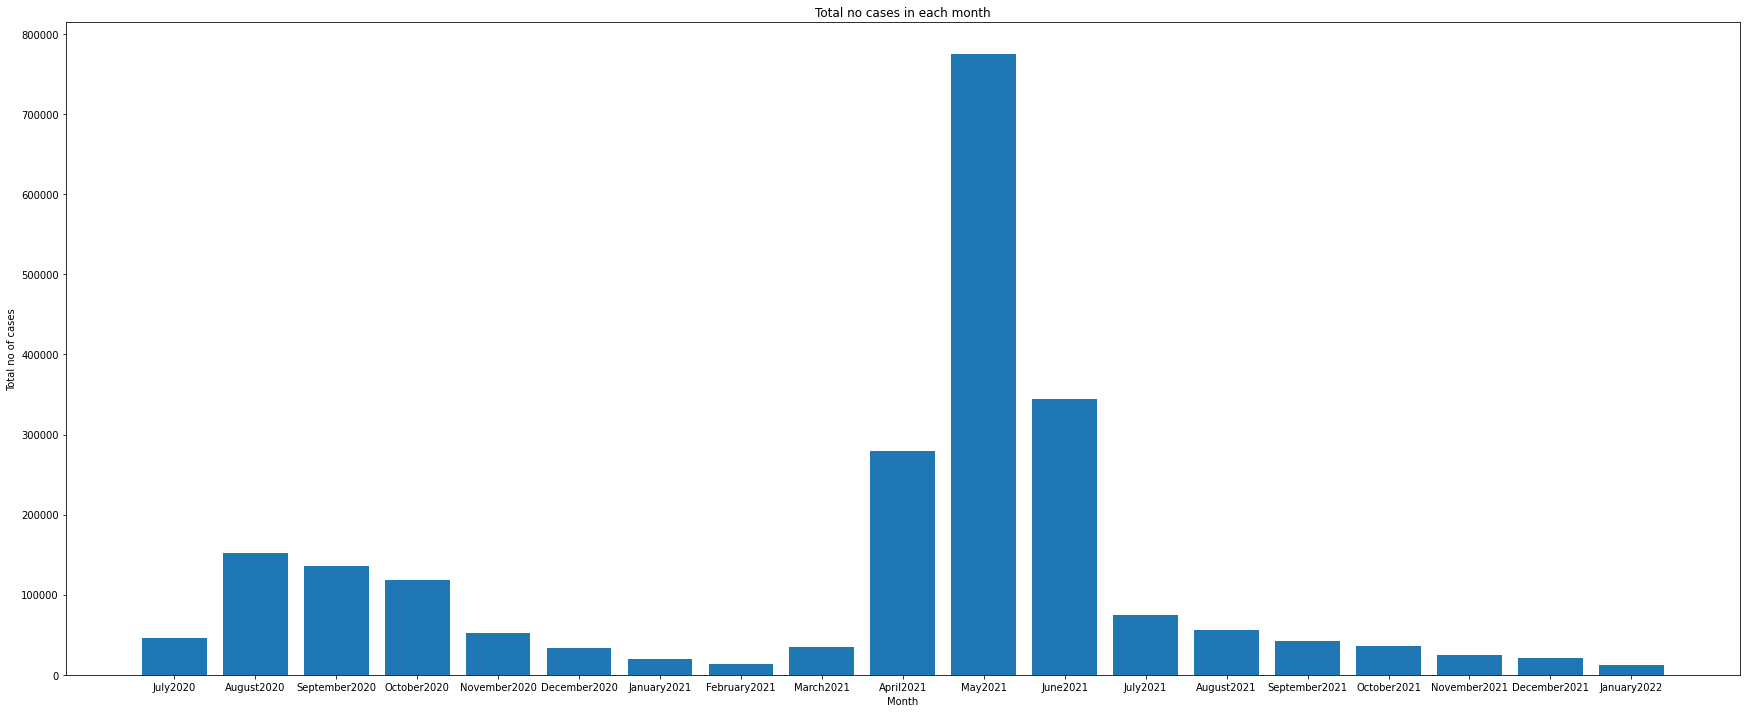 Total no cases in each month
800000
700000
600000
500000
400000
300000
200000
100000
0
Total no of cases
July2020 August2020 September2020 October2020 November2020 December2020 January2021 February2021 March2021 April2021 May2021 June2021 July2021 August2021 September2021 October2021 November2021 December2021 January2022
Month